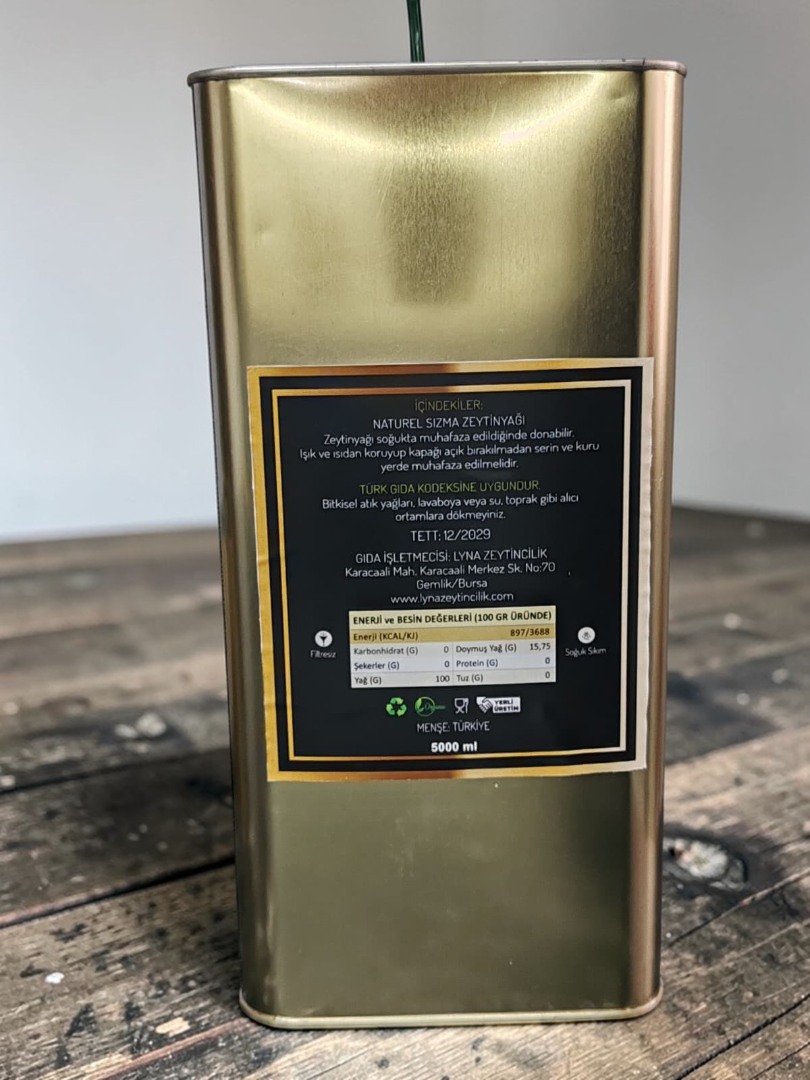 İÇİNDEKİLER:
NATUREL SIZMA ZEYTİNYAĞI
Zeytinyağı soğukta muhafaza edildiğinde donabilir.
Işık ve ısıdan koruyup kapağı açık bırakılmadan serin ve kuru
yerde muhafaza edilmelidir.
TÜRK GIDA KODEKSİNE UYGUNDUR.
Bitkisel atık yağları, lavaboya veya su, toprak gibi alıcı
ortamlara dökmeyiniz.
TETT: 12/2029
GIDA İŞLETMECİSİ: LYNA ZEYTİNCİLİK
Karacaali Mah. Karacaali Merkez Sk. No:70
Gemlik/Bursa
www.lynazeytincilik.com
ENERJİ ve BESİN DEĞERLERİ (100 GR ÜRÜNDE)
Enerji (KCAL/KJ) 897/3688
Karbonhidrat (G) 0 Doymuş Yağ (G) 15,75
Şekerler (G) 0 Protein (G) 0
Yağ (G) 100 Tuz (G) 0
Filtresiz
Soğuk Sıkım
YERLİ
ÜRETİM
MENŞE: TÜRKİYE
5000 ml